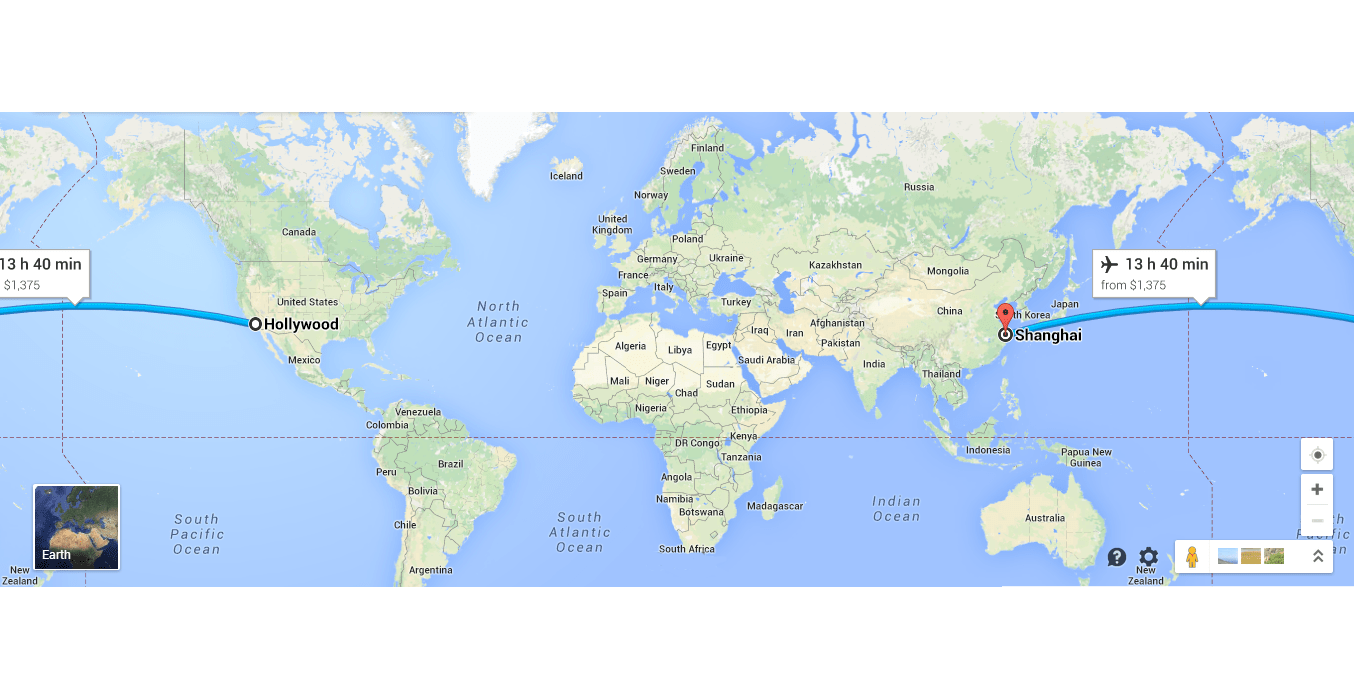 Finland
Iceland
Sweden
Russia
Norway
United
Kingdom
Canada
Poland
Germany
Ukraine
13 h 40 min
$1,375
13 h 40 min
from $1,375
Kazakhstan
Mongolia
France
Italy
Spain
Turkey
United States
North
Atlantic
Ocean
China
Japan
South Korea
Hollywood
Shanghai
Iraq
Iran
Afghanistan
Pakistan
Algeria
Libya
Egypt
Saudi Arabia
India
Mexico
Thailand
Mali
Niger
Chad
Sudan
Nigeria
Ethiopia
Venezuela
Colombia
DR Congo
Kenya
Tanzania
Indonesia
Papua New
Guinea
Peru
Brazil
Bolivia
Angola
Namibia
Botswana
Madagascar
South
Pacific
Ocean
South
Atlantic
Ocean
Indian
Ocean
Australia
Chile
South Africa
Argentina
Earth
New
Zealand
New
Zealand